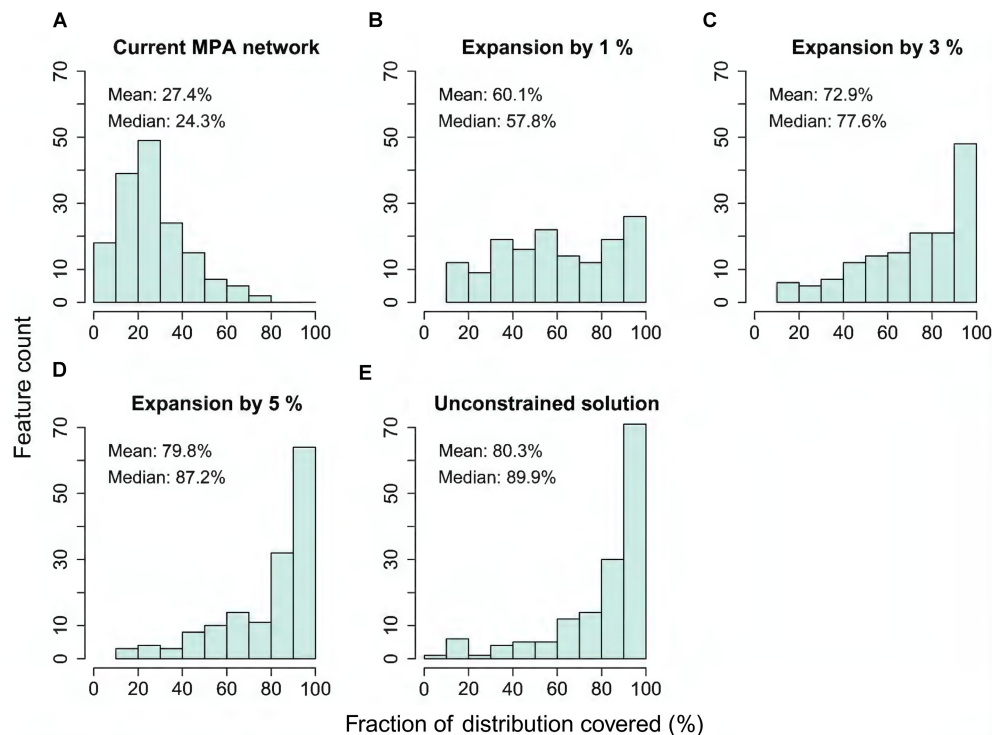 A
Current MPA network
Mean: 27.4%
Median: 24.3%
70
50
30
10
0
0 20 40 60 80 100
B
Expansion by 1 %
Mean: 60.1%
Median: 57.8%
70
50
30
10
0
0 20 40 60 80 100
C
Expansion by 3 %
Mean: 72.9%
Median: 77.6%
70
50
30
10
0
0 20 40 60 80 100
D
Expansion by 5 %
Mean: 79.8%
Median: 87.2%
70
50
30
10
0
0 20 40 60 80 100
E
Unconstrained solution
Mean: 80.3%
Median: 89.9%
70
50
30
10
0
0 20 40 60 80 100
Feature count
Fraction of distribution covered (%)